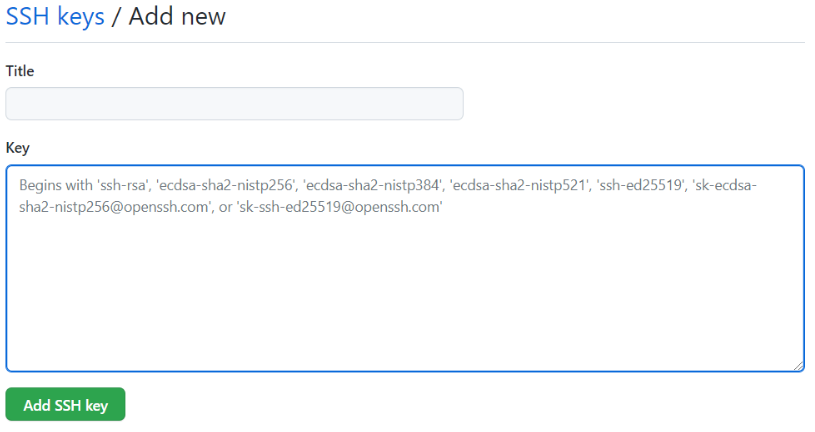 SSH keys / Add new
Title
Key
Begins with 'ssh-rsa', 'ecdsa-sha2-nistp256', 'ecdsa-sha2-nistp384', 'ecdsa-sha2-nistp521', 'ssh-ed25519', 'sk-ecdsa-
sha2-nistp256@openssh.com', or 'sk-ssh-ed25519@openssh.com'
Add SSH key